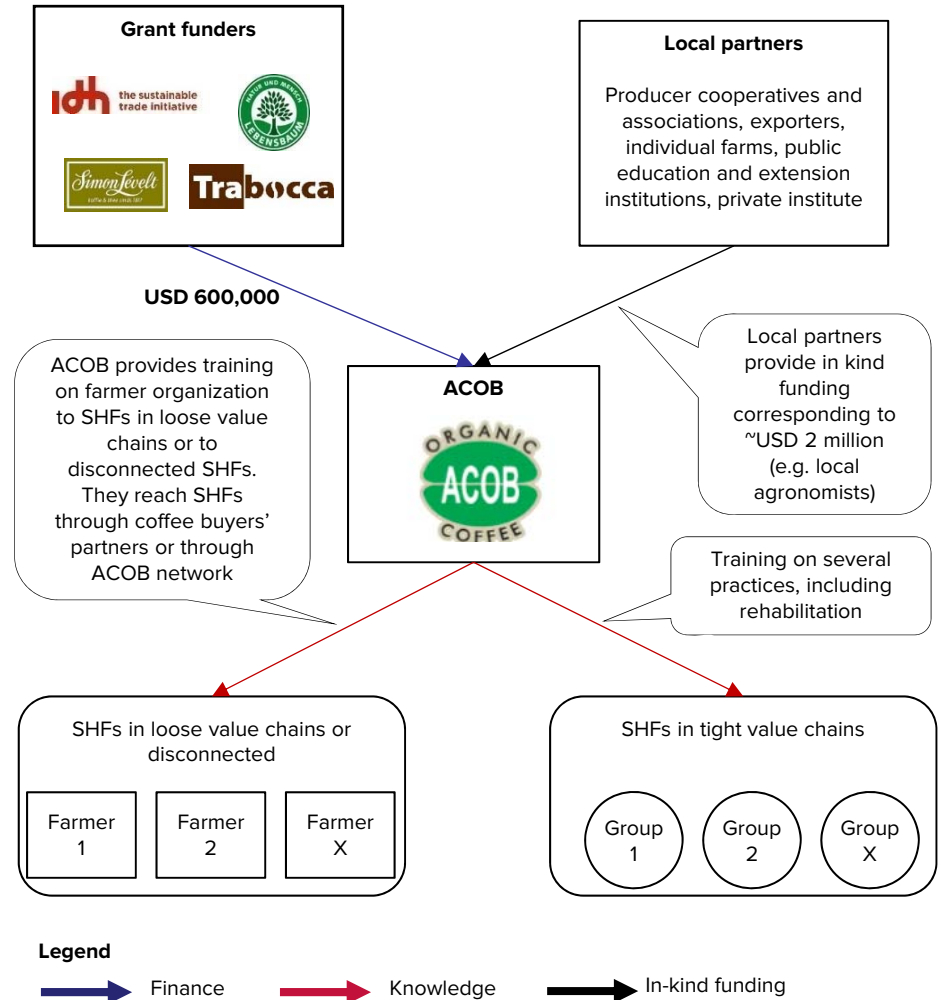 Grant funders
idh the sustainable
trade initiative
NATUR UND MENSCH
LEBENSBAUM
Simon Lévelt
Trabocca
Local partners
Producer cooperatives and
associations, exporters,
individual farms, public
education and extension
institutions, private institute
USD 600,000
ACOB provides training
on farmer organization
to SHFs in loose value
chains or to
disconnected SHFs.
They reach SHFs
through coffee buyers’
partners or through
ACOB network
ACOB
ORGANIC
ACOB
COFFEE
Local partners
provide in kind
funding
corresponding to
~USD 2 million
(e.g. local
agronomists)
Training on several
practices, including
rehabilitation
SHFs in loose value chains or
disconnected
Farmer
1
Farmer
2
Farmer
X
SHFs in tight value chains
Group
1
Group
2
Group
X
Legend
Finance
Knowledge
In-kind funding